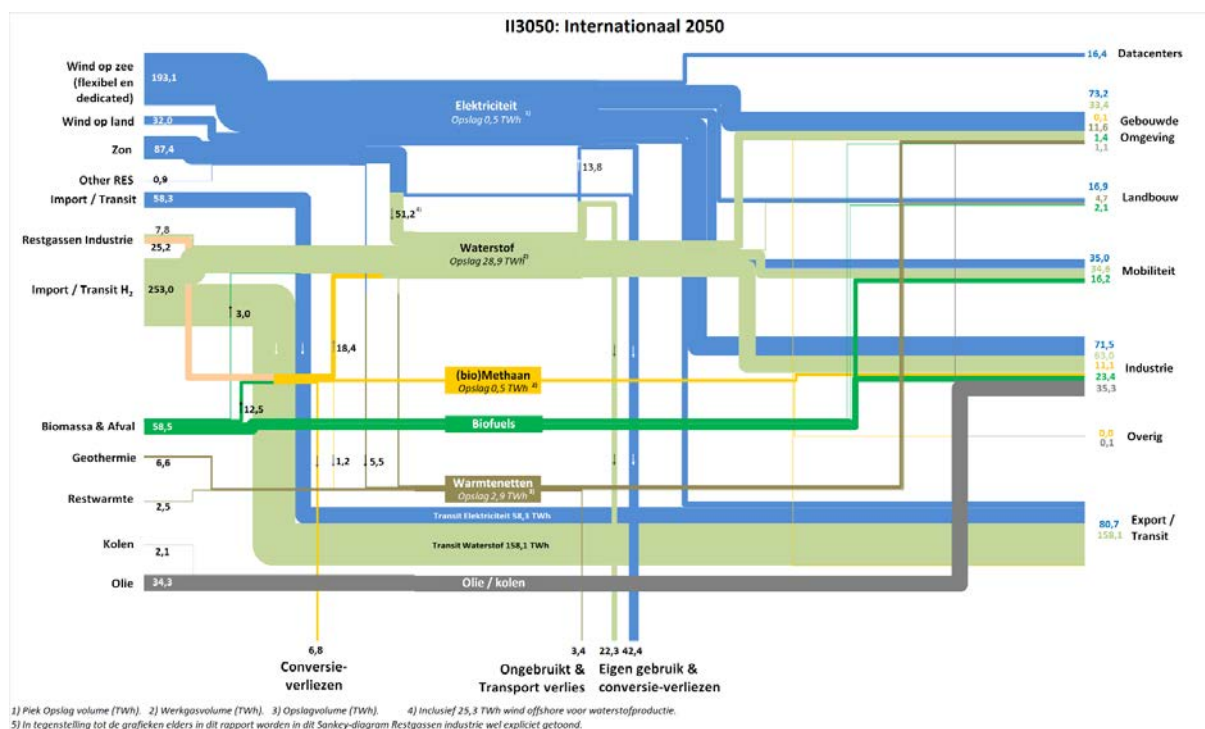 II3050: Internationaal 2050
Wind op zee
(flexibel en
dedicated)
193,1
Wind op land
32,0
Zon
87,4
Other RES
0,9
Import / Transit
58,3
Restgassen Industrie
7,8
25,2
Import / Transit H2
253,0
Biomassa & Afval
58,5
Geothermie
6,6
Restwarmte
2,5
Kolen
2,1
Olie
34,3
Elektriciteit
Opslag 0,5 TWh 1)
13,8
51,2 4)
Waterstof
Opslag 28,9 TWh 2)
3,0
18,4
(bio)Methaan
Opslag 0,5 TWh 2)
12,5
Biofuels
1,2
5,5
Warmtenetten
Opslag 2,9 TWh 3)
Transit Elektriciteit 58,3 TWh
Transit Waterstof 158,1 TWh
Olie / kolen
16,4
Datacenters
73,2
33,4
0,1
11,6
1,4
1,1
Gebouwde
Omgeving
16,9
4,7
2,1
Landbouw
35,0
34,6
16,2
Mobiliteit
71,5
63,0
11,1
23,4
35,3
Industrie
0,0
0,1
Overig
80,7
158,1
Export /
Transit
6,8
Conversie-
verliezen
3,4
Ongebruikt &
Transport verlies
22,3
42,4
Eigen gebruik &
conversie-verliezen
1) Piek Opslag volume (TWh). 2) Werkgasvolume (TWh). 3) Opslagvolume (TWh). 4) Inclusief 25,3 TWh wind offshore voor waterstofproductie.
5) In tegenstelling tot de grafieken elders in dit rapport worden in dit Sankey-diagram Restgassen industrie wel expliciet getoond.